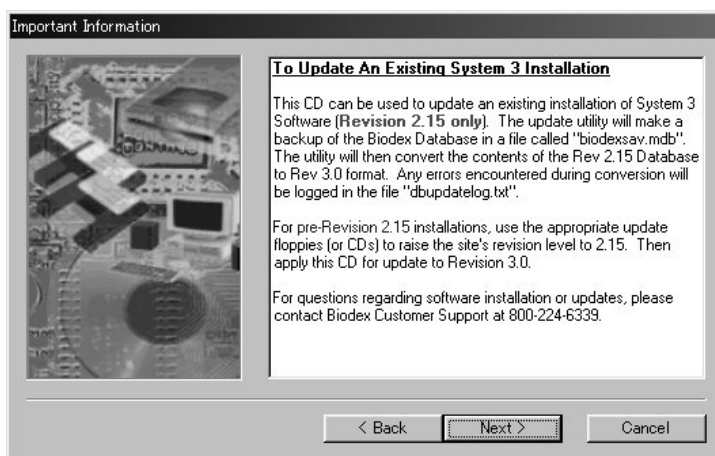 Important Information
To Update An Existing System 3 Installation
This CD can be used to update an existing installation of System 3
Software (Revision 2.15 only).  The update utility will make a
backup of the Biodex Database in a file called "biodexsav.mdb".
The utility will then convert the contents of the Rev 2.15 Database
to Rev 3.0 format.  Any errors encountered during conversion will
be logged in the file "dbupdatelog.txt".
For pre-Revision 2.15 installations, use the appropriate update
floppies (or CDs) to raise the site's revision level to 2.15.  Then
apply this CD for update to Revision 3.0.
For questions regarding software installation or updates, please
contact Biodex Customer Support at 800-224-6339.
< Back
Next >
Cancel